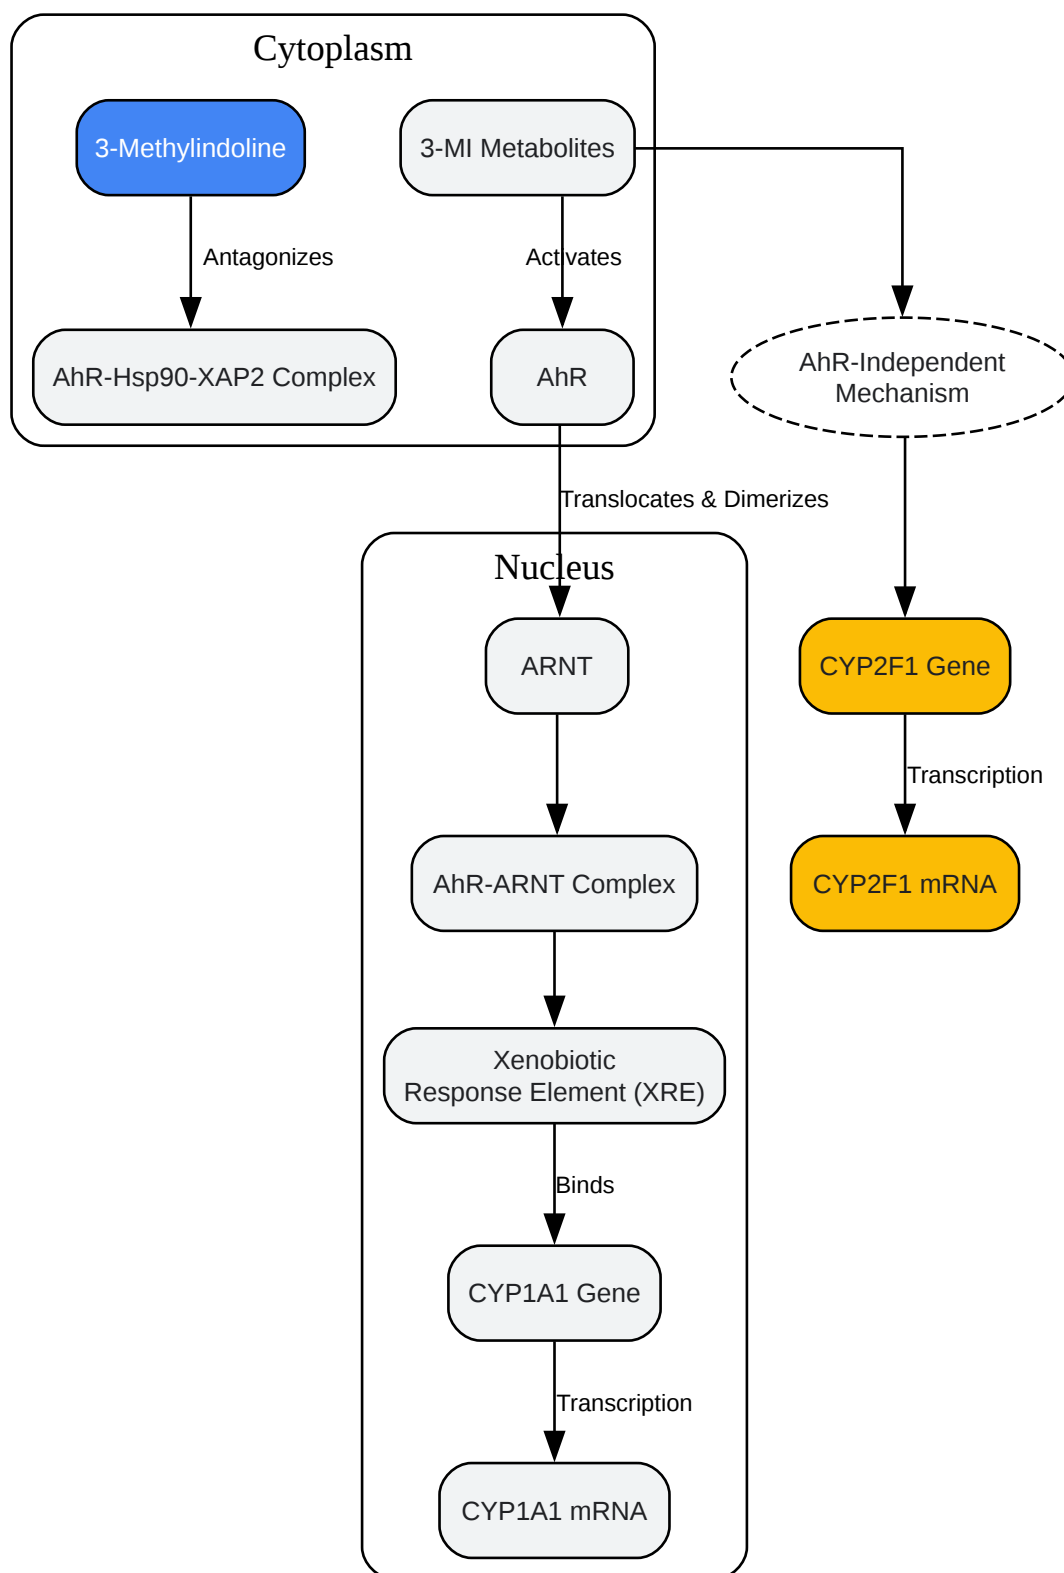 Cytoplasm
3-Methylindoline
3-MI Metabolites
Antagonizes
Activates
AhR-Hsp90-XAP2 Complex
AhR
AhR-Independent
Mechanism
Translocates & Dimerizes
Nucleus
ARNT
CYP2F1 Gene
Transcription
AhR-ARNT Complex
CYP2F1 mRNA
Xenobiotic
Response Element (XRE)
Binds
CYP1A1 Gene
Transcription
CYP1A1 mRNA